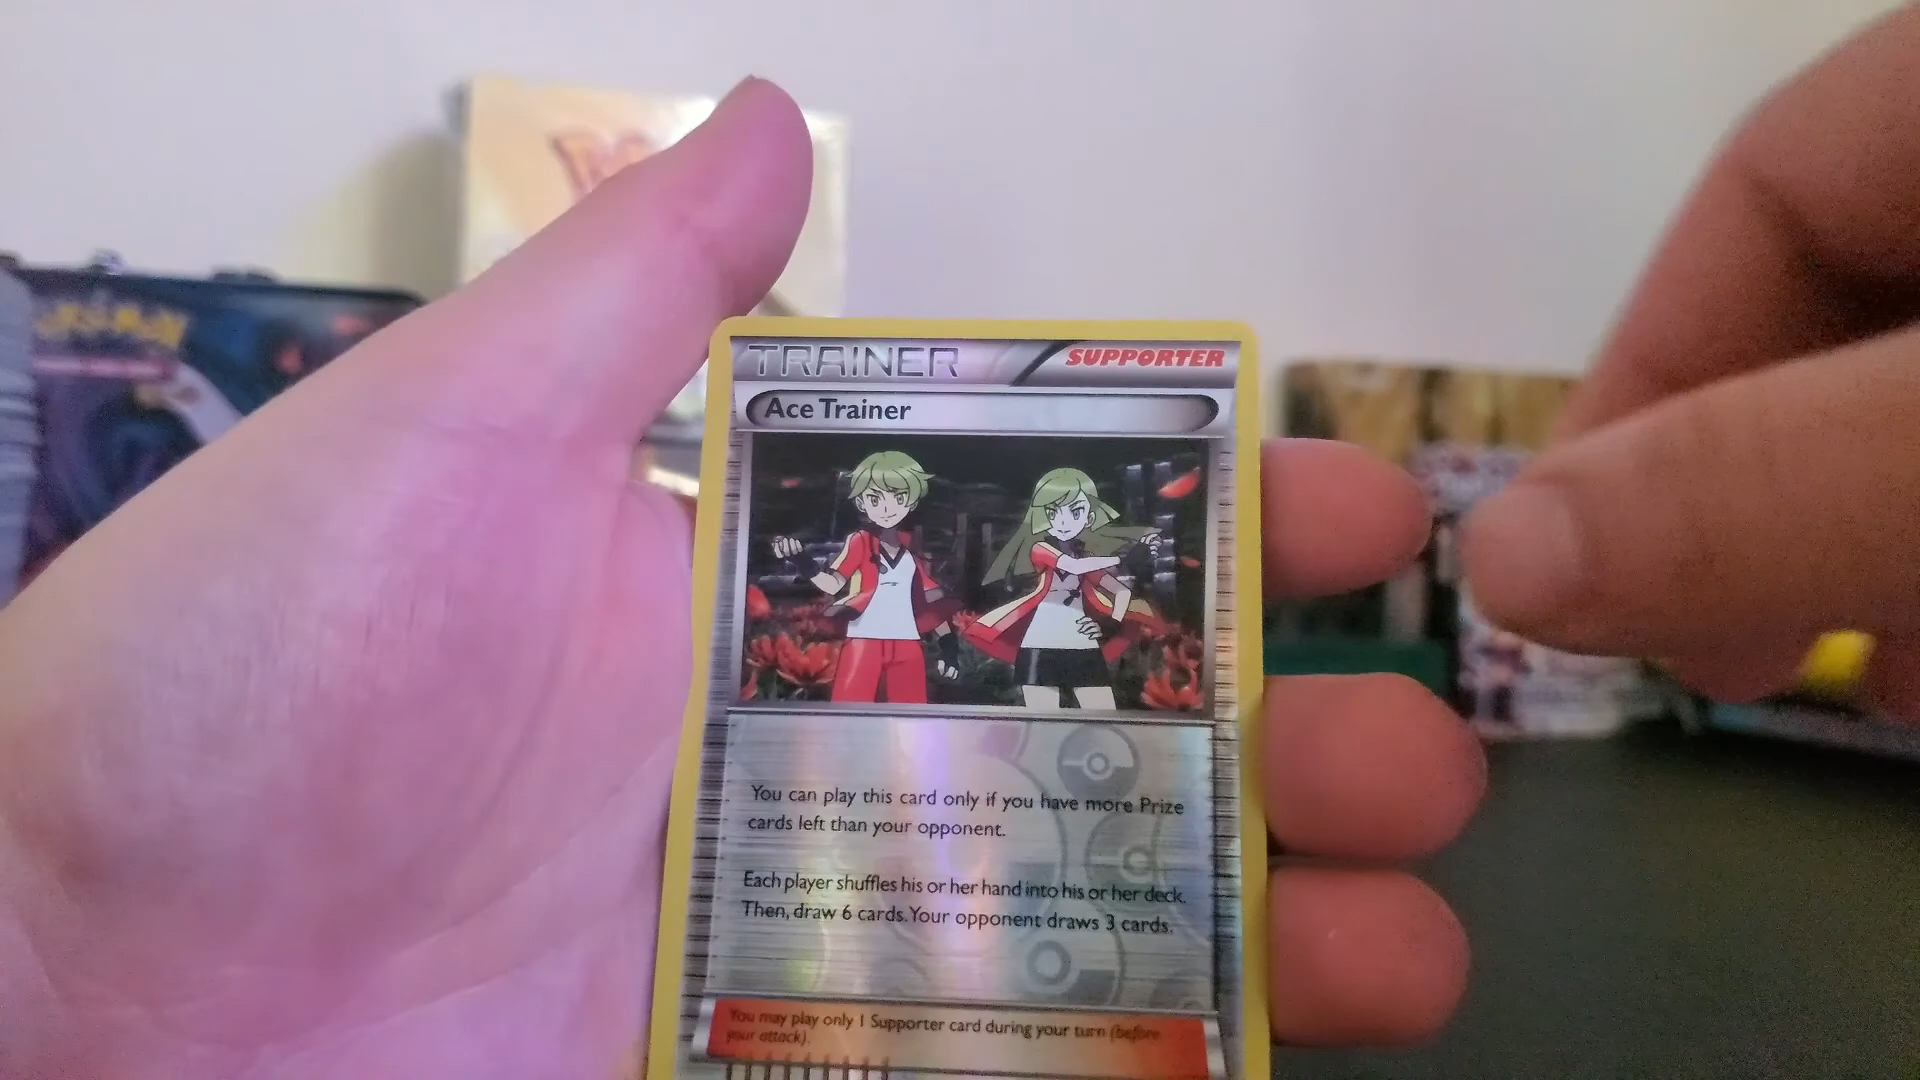 TRAINER
SUPPORTER
Ace Trainer
You can play this card only if you have more Prize
cards left than your opponent.
Each player shuffles his or her hand into his or her deck.
Then, draw 6 cards. Your opponent draws 3 cards.
You may play only 1 Supporter card during your turn (before
your attack).